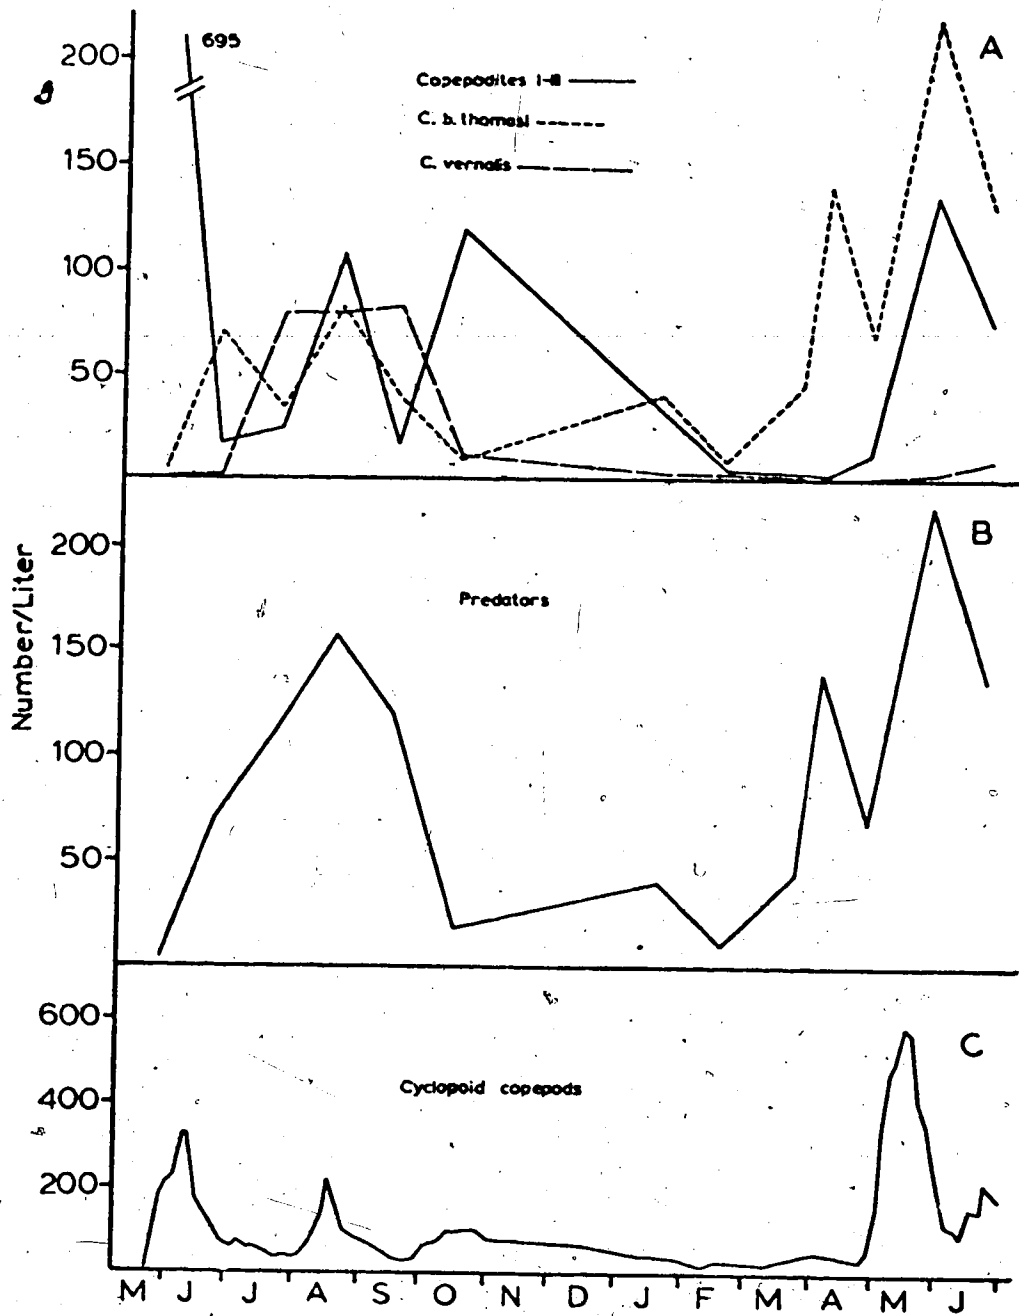 695
A
200
150
100
50
Copepodites I-III
C. b. thomasi
C. vernalis
Number/Liter
B
200
150
100
50
Predators
C
600
400
200
Cyclopoid copepods
M J J A S O N D J F M A M J